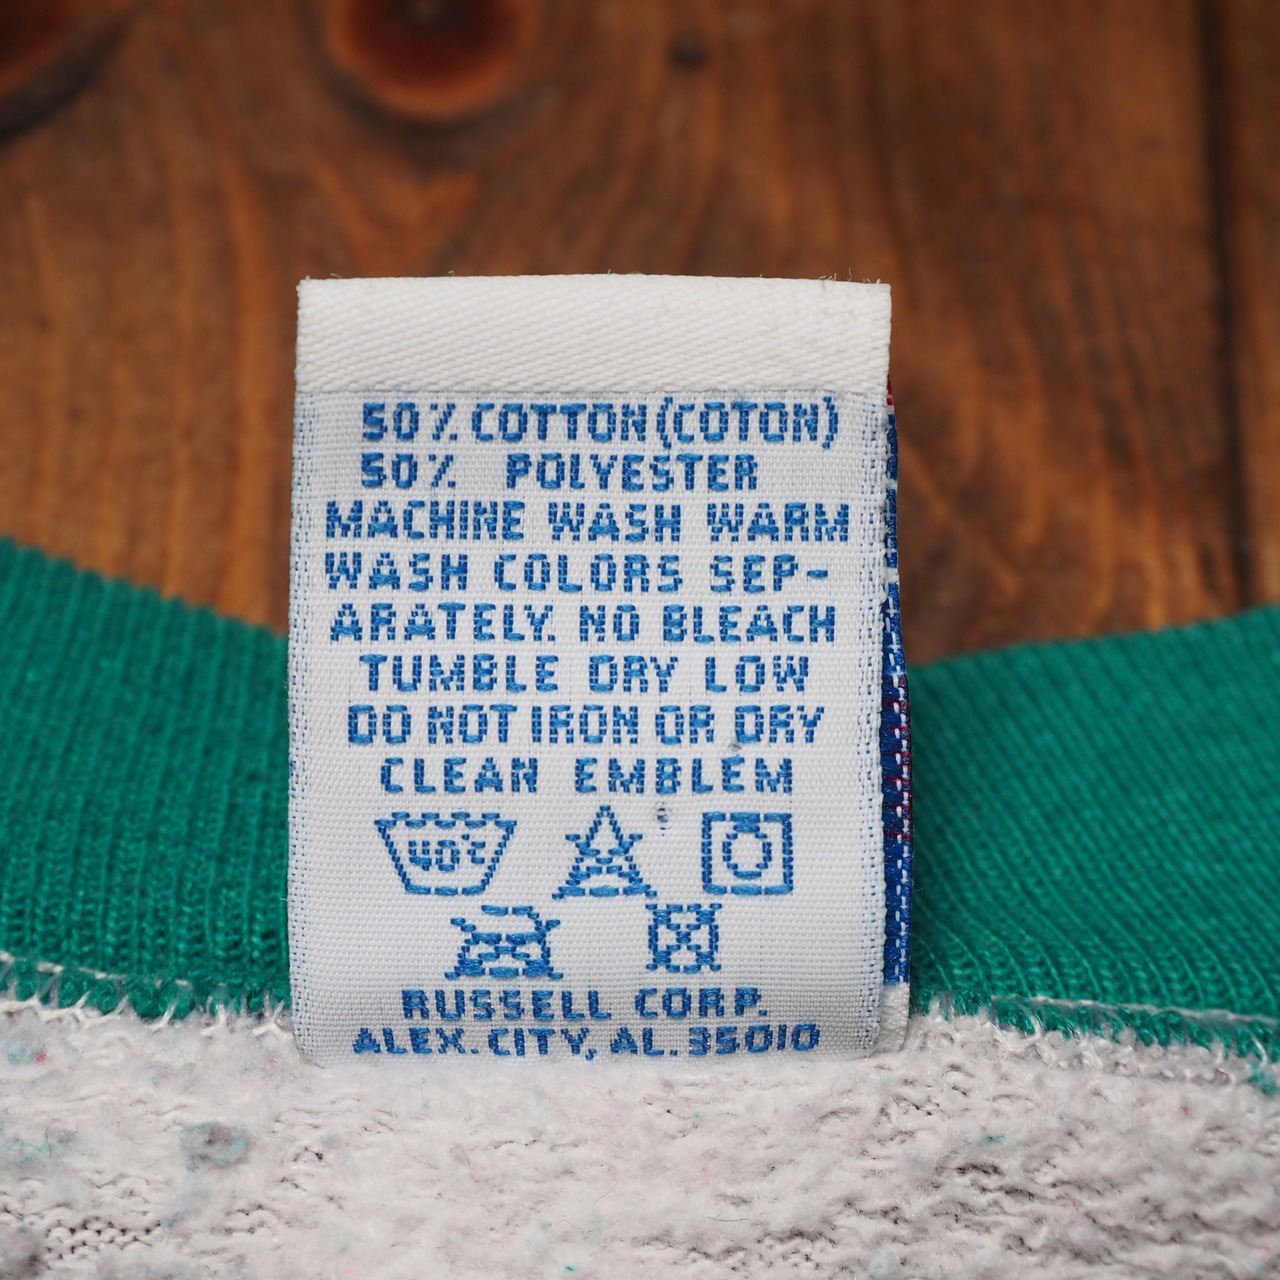 50% COTTON (COTON)
50% POLYESTER
MACHINE WASH WARM
WASH COLORS SEP-
ARATELY. NO BLEACH
TUMBLE DRY LOW
DO NOT IRON OR DRY
CLEAN EMBLEM
40°C
RUSSELL CORP.
ALEX. CITY, AL. 35010